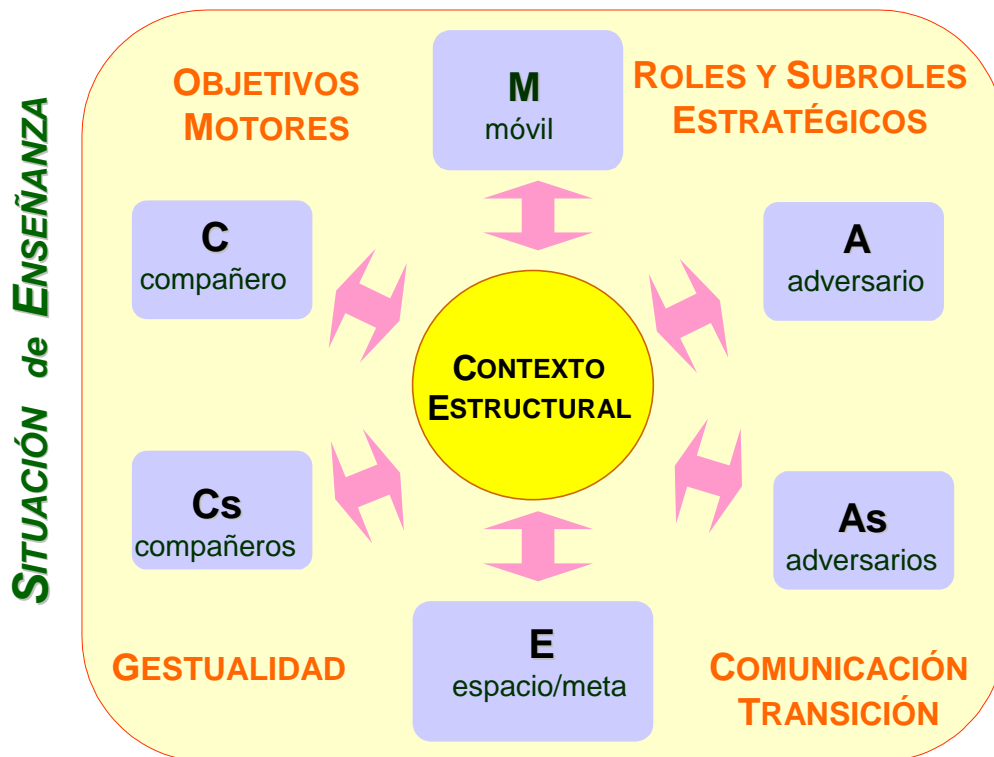 SITUACIÓN de ENSEÑANZA
OBJETIVOS
MOTORES
M
móvil
ROLES Y SUBROLES
ESTRATÉGICOS
C
compañero
A
adversario
CONTEXTO
ESTRUCTURAL
Cs
compañeros
As
adversarios
GESTUALIDAD
E
espacio/meta
COMUNICACIÓN
TRANSICIÓN